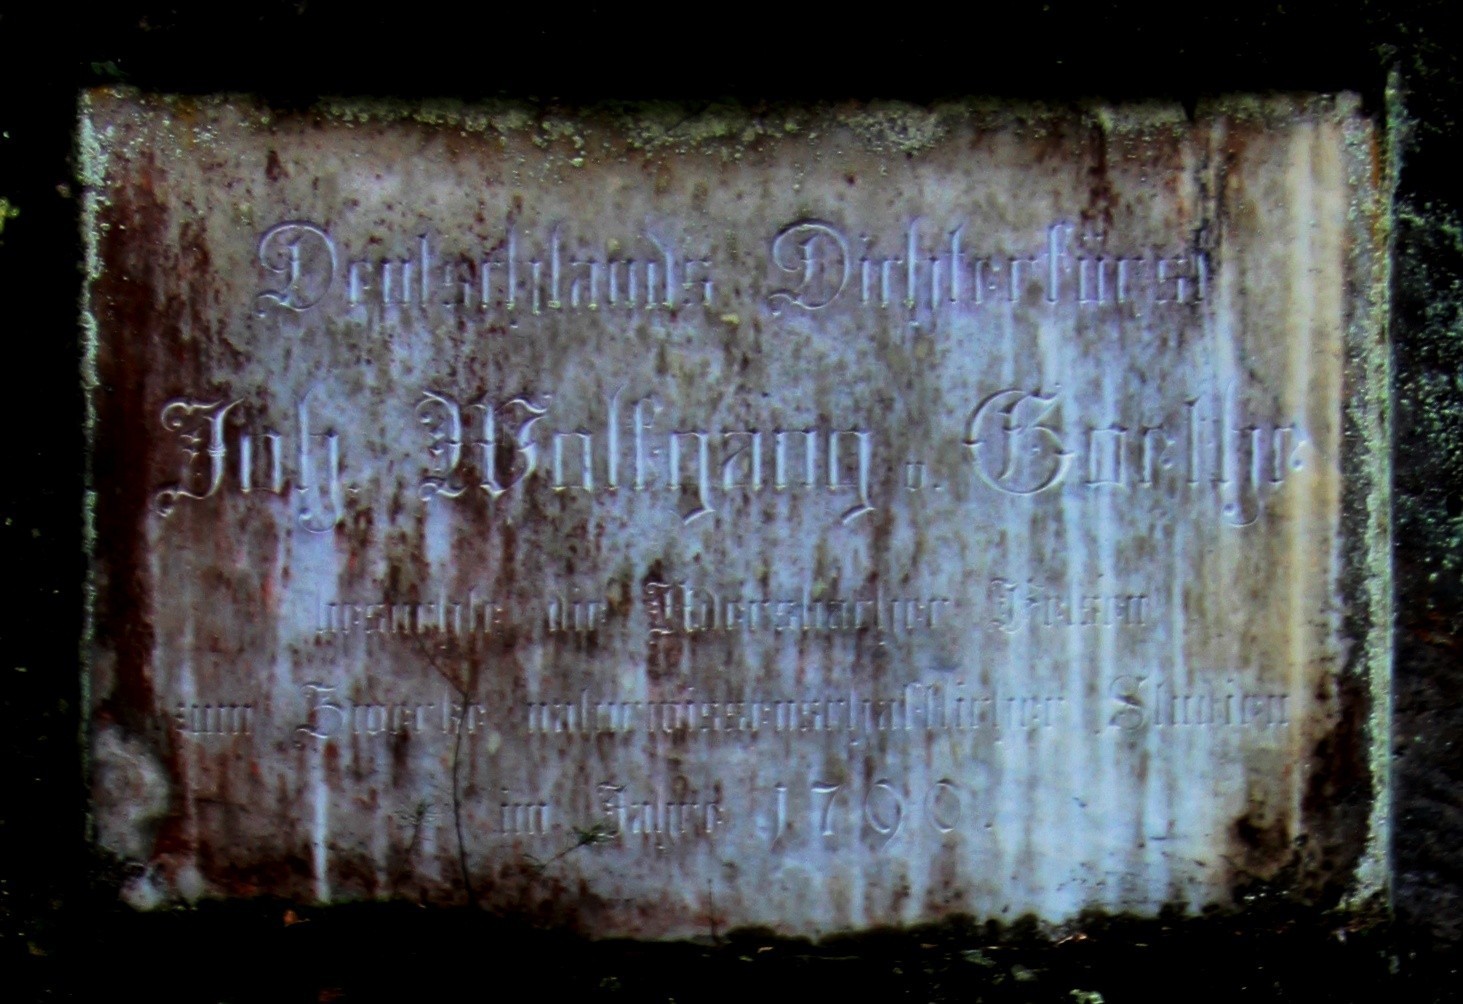 Deutschlands Dichterfürst
Joh. Wolfgang v. Goethe
besuchte die Adersbacher Felsen
zum Zwecke naturwissenschaftlicher Studien
im Jahre 1790.